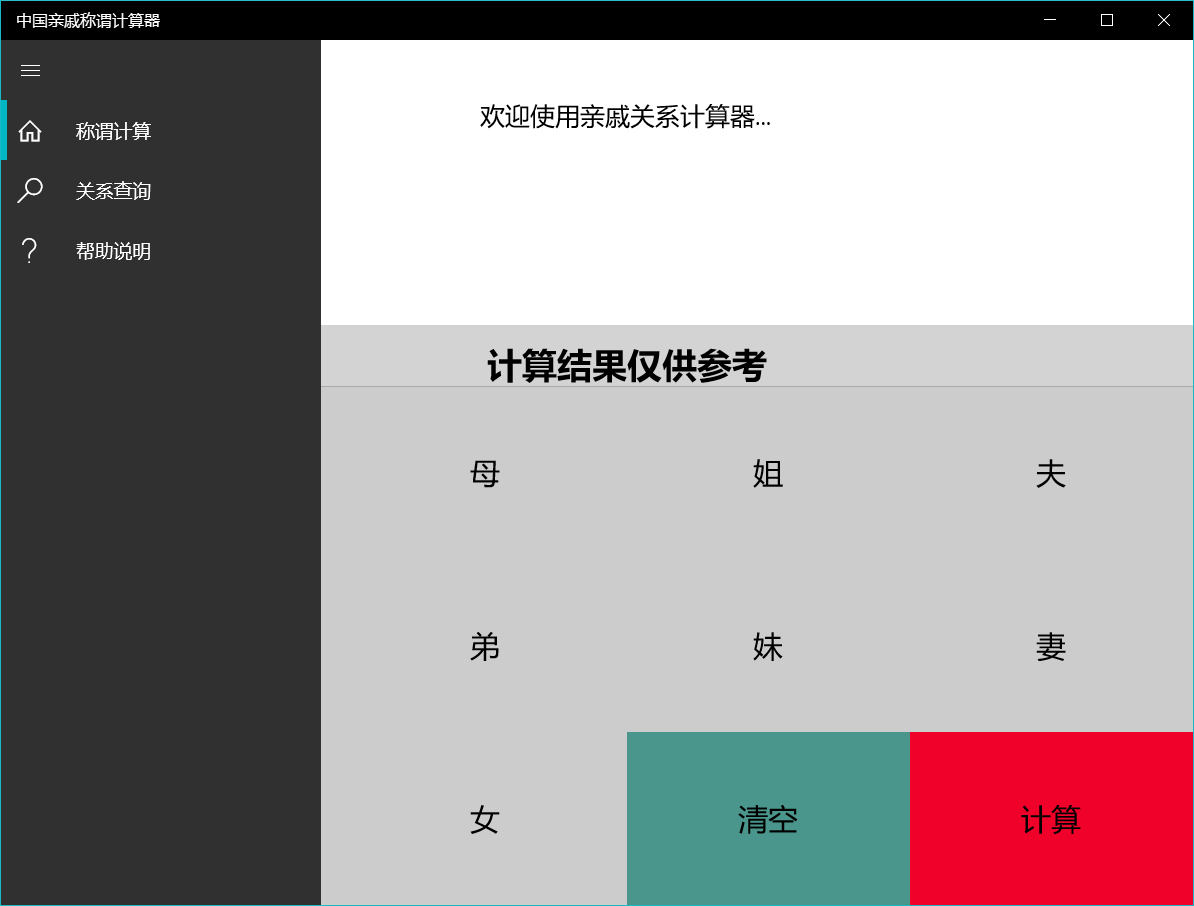 中国亲戚称谓计算器
称谓计算
关系查询
帮助说明
欢迎使用亲戚关系计算器...
计算结果仅供参考
母 姐 夫
弟 妹 妻
女 清空 计算